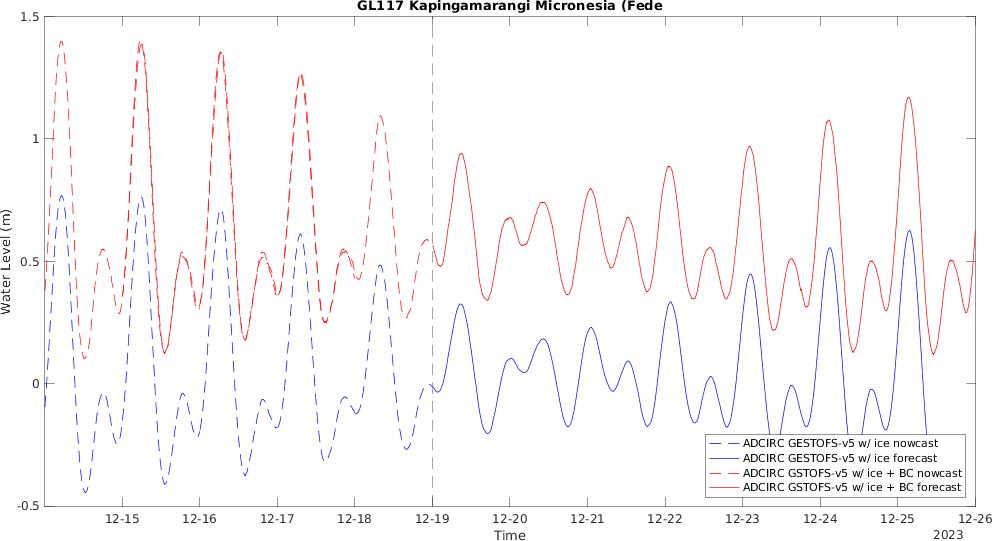 GL117 Kapingamarangi Micronesia (Fede
1.5
1
0.5
0
-0.5
Water Level (m)
12-15 12-16 12-17 12-18 12-19 12-20 12-21 12-22 12-23 12-24 12-25 12-26
Time
2023
ADCIRC GESTOFS-v5 w/ ice nowcast
ADCIRC GESTOFS-v5 w/ ice forecast
ADCIRC GSTOFS-v5 w/ ice + BC nowcast
ADCIRC GSTOFS-v5 w/ ice + BC forecast